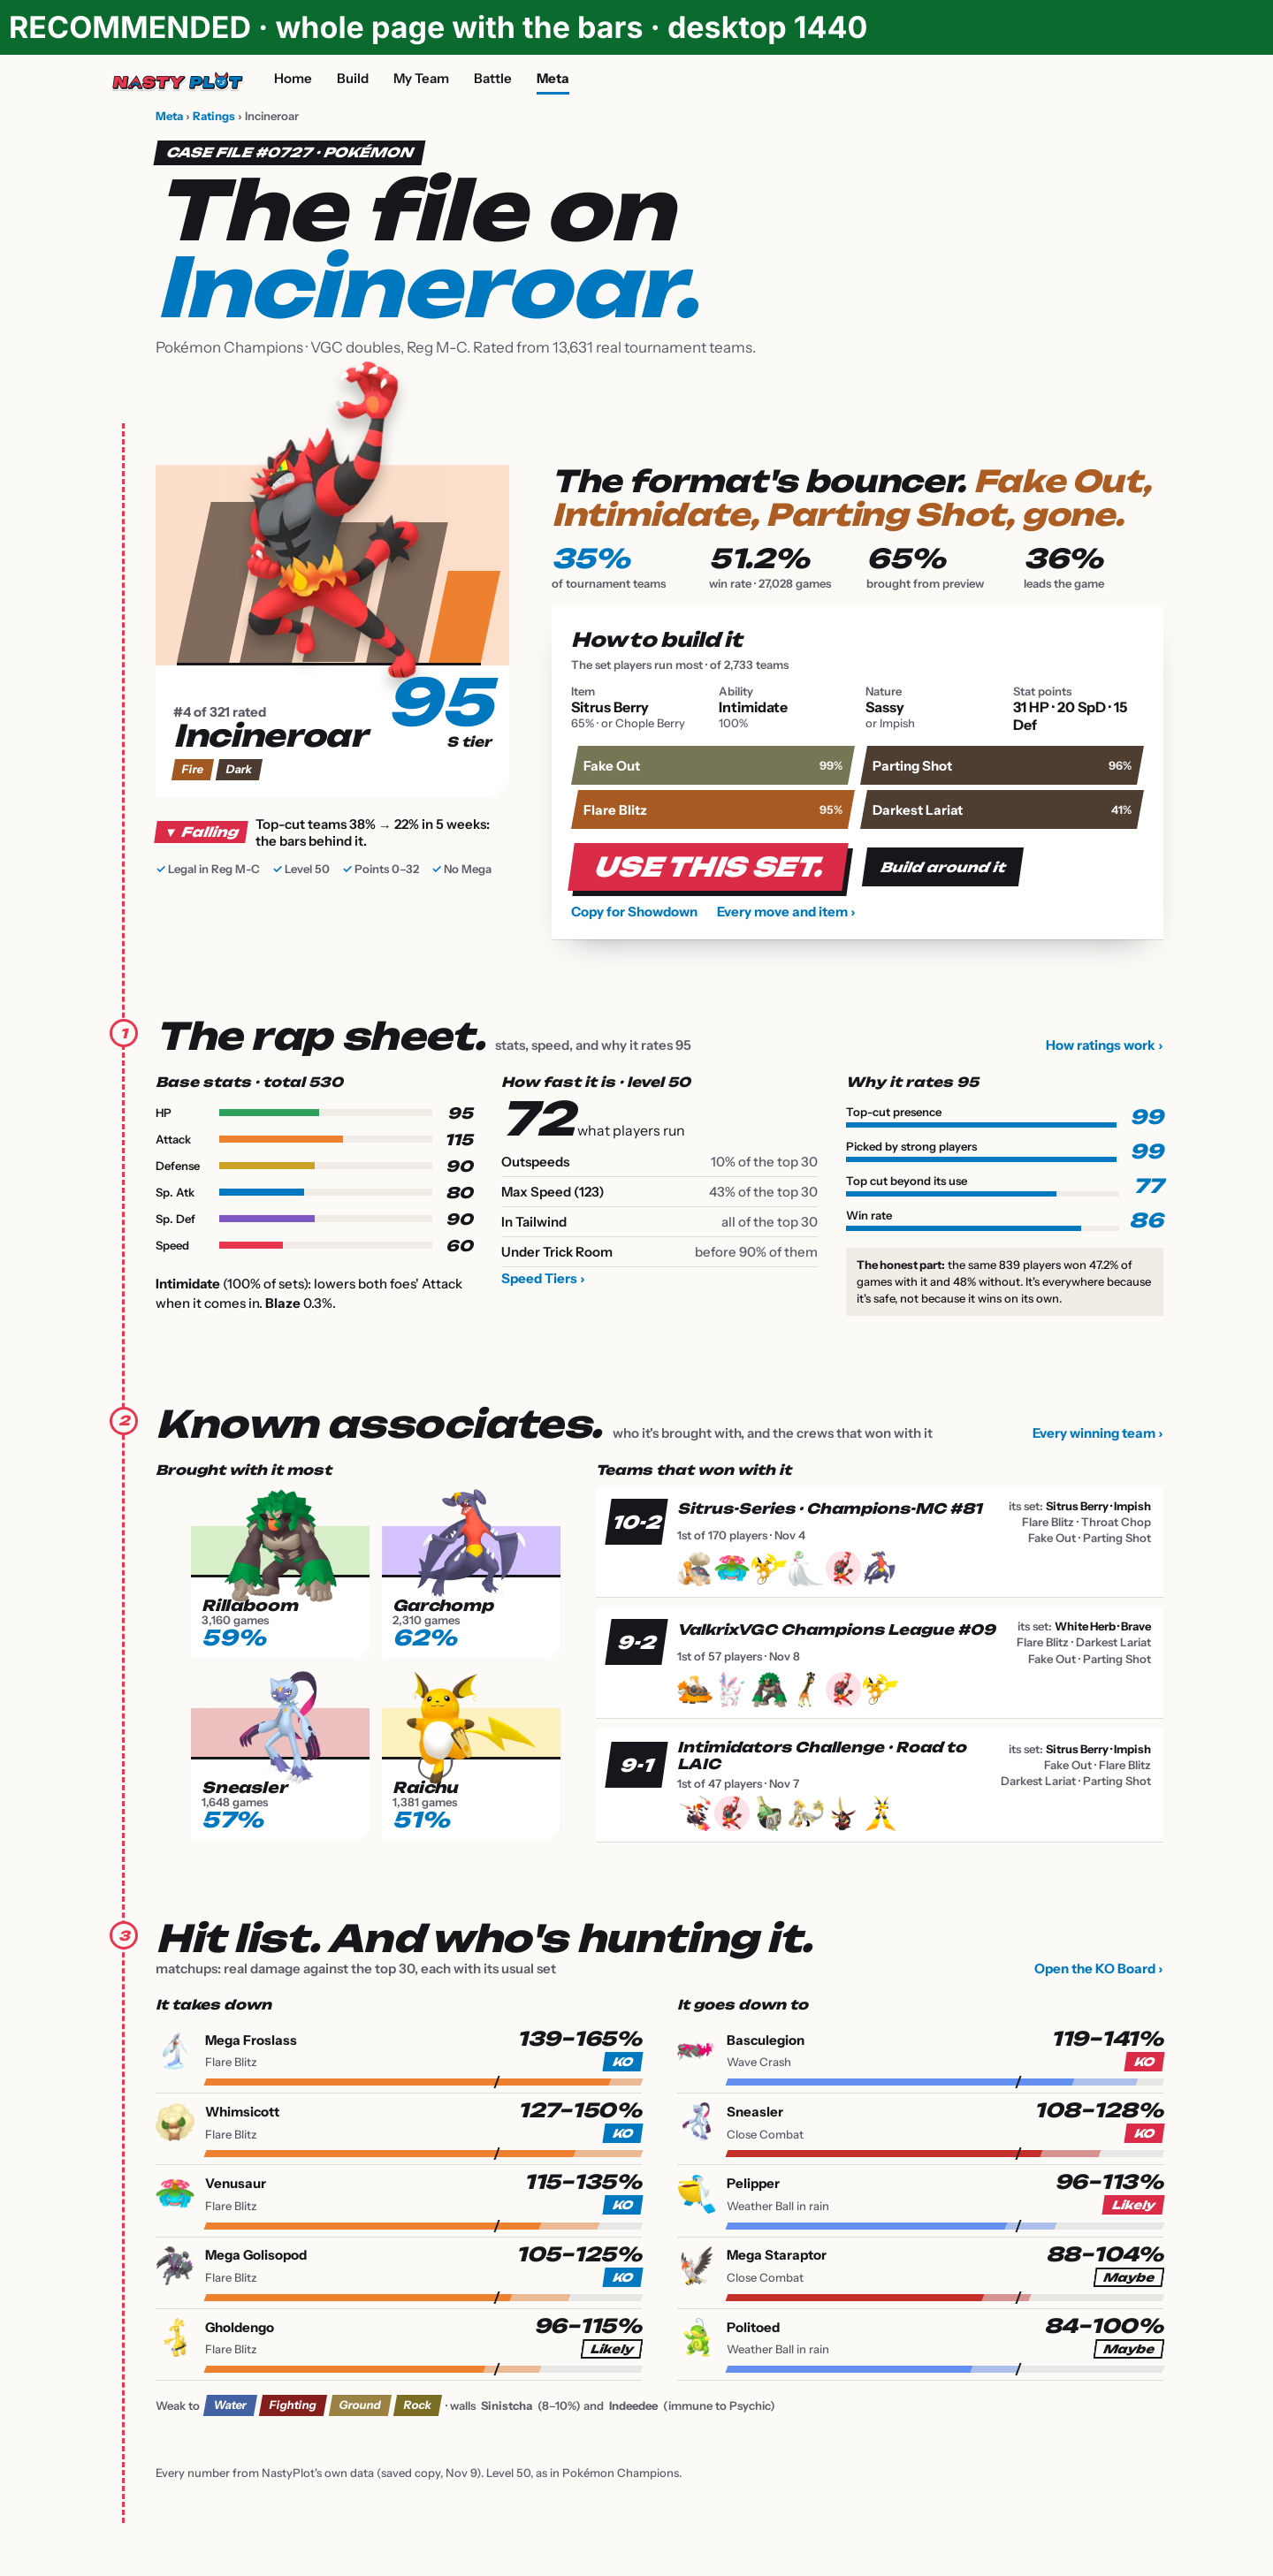 RECOMMENDED · whole page with the bars · desktop 1440
NASTY PLOT
Home Build My Team Battle Meta
Meta › Ratings › Incineroar
CASE FILE #0727 · POKÉMON
The file on
Incineroar.
Pokémon Champions · VGC doubles, Reg M-C. Rated from 13,631 real tournament teams.
The format's bouncer. Fake Out,
Intimidate, Parting Shot, gone.
35% 51.2% 65% 36%
of tournament teams win rate · 27,028 games brought from preview leads the game
#4 of 321 rated
Incineroar
95
S tier
Fire Dark
▼ Falling
Top-cut teams 38% → 22% in 5 weeks:
the bars behind it.
✓ Legal in Reg M-C ✓ Level 50 ✓ Points 0–32 ✓ No Mega
How to build it
The set players run most · of 2,733 teams
Item Ability Nature Stat points
Sitrus Berry Intimidate Sassy 31 HP · 20 SpD · 15
65% · or Chople Berry 100% or Impish Def
Fake Out 99% Parting Shot 96%
Flare Blitz 95% Darkest Lariat 41%
USE THIS SET. Build around it
Copy for Showdown Every move and item ›
1 The rap sheet. stats, speed, and why it rates 95 How ratings work ›
Base stats · total 530
HP 95
Attack 115
Defense 90
Sp. Atk 80
Sp. Def 90
Speed 60
Intimidate (100% of sets): lowers both foes' Attack
when it comes in. Blaze 0.3%.
How fast it is · level 50
72 what players run
Outspeeds 10% of the top 30
Max Speed (123) 43% of the top 30
In Tailwind all of the top 30
Under Trick Room before 90% of them
Speed Tiers ›
Why it rates 95
Top-cut presence 99
Picked by strong players 99
Top cut beyond its use 77
Win rate 86
The honest part: the same 839 players won 47.2% of
games with it and 48% without. It's everywhere because
it's safe, not because it wins on its own.
2 Known associates. who it's brought with, and the crews that won with it Every winning team ›
Brought with it most
Rillaboom
3,160 games
59%
Garchomp
2,310 games
62%
Sneasler
1,648 games
57%
Raichu
1,381 games
51%
Teams that won with it
10-2
Sitrus-Series · Champions-MC #81
1st of 170 players · Nov 4
its set: Sitrus Berry · Impish
Flare Blitz · Throat Chop
Fake Out · Parting Shot
9-2
ValkrixVGC Champions League #09
1st of 57 players · Nov 8
its set: White Herb · Brave
Flare Blitz · Darkest Lariat
Fake Out · Parting Shot
9-1
Intimidators Challenge · Road to
LAIC
1st of 47 players · Nov 7
its set: Sitrus Berry · Impish
Fake Out · Flare Blitz
Darkest Lariat · Parting Shot
3 Hit list. And who's hunting it.
matchups: real damage against the top 30, each with its usual set Open the KO Board ›
It takes down
Mega Froslass 139–165%
Flare Blitz KO
Whimsicott 127–150%
Flare Blitz KO
Venusaur 115–135%
Flare Blitz KO
Mega Golisopod 105–125%
Flare Blitz KO
Gholdengo 96–115%
Flare Blitz Likely
It goes down to
Basculegion 119–141%
Wave Crash KO
Sneasler 108–128%
Close Combat KO
Pelipper 96–113%
Weather Ball in rain Likely
Mega Staraptor 88–104%
Close Combat Maybe
Politoed 84–100%
Weather Ball in rain Maybe
Weak to Water Fighting Ground Rock · walls Sinistcha (8–10%) and Indeedee (immune to Psychic)
Every number from NastyPlot's own data (saved copy, Nov 9). Level 50, as in Pokémon Champions.